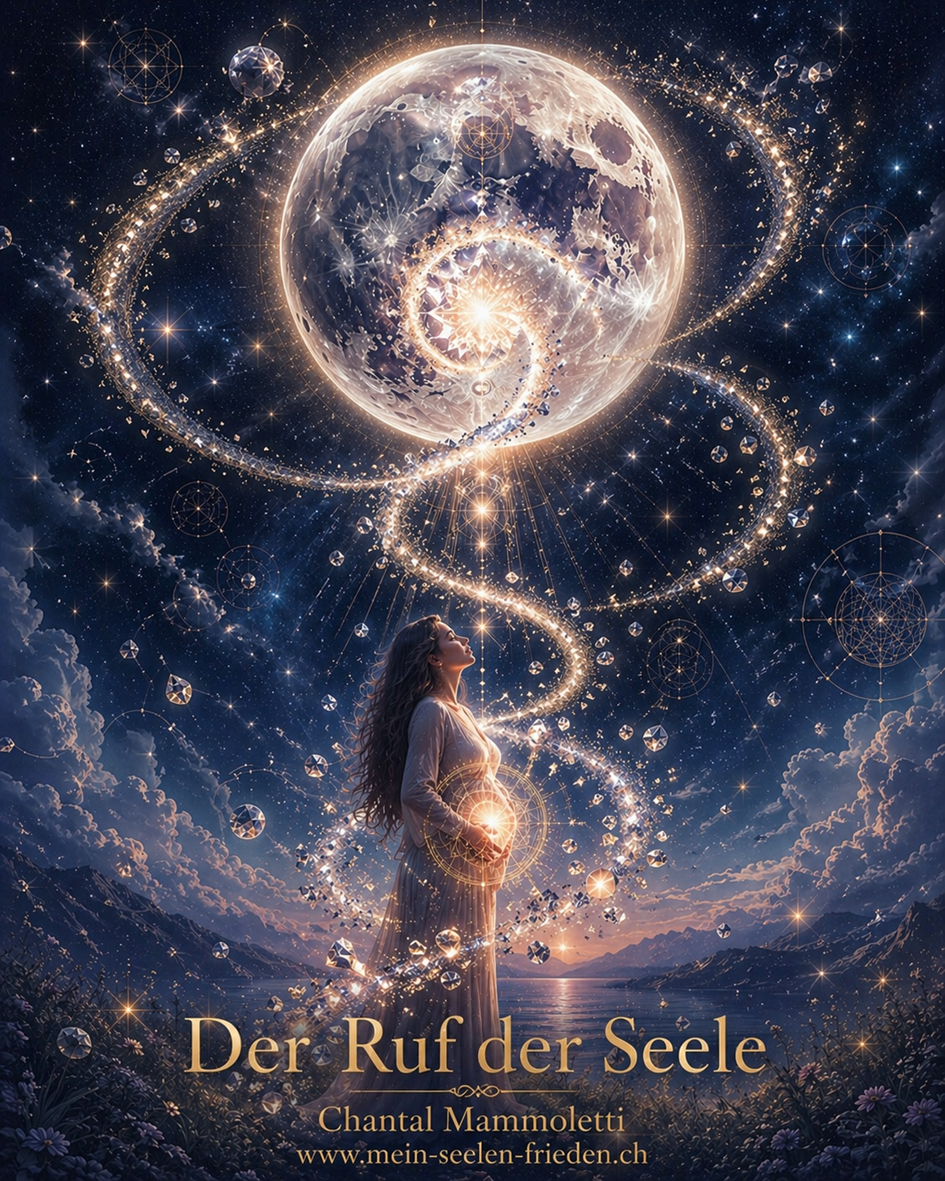 Der Ruf der Seele
Chantal Mammoletti
www.mein-seelen-frieden.ch